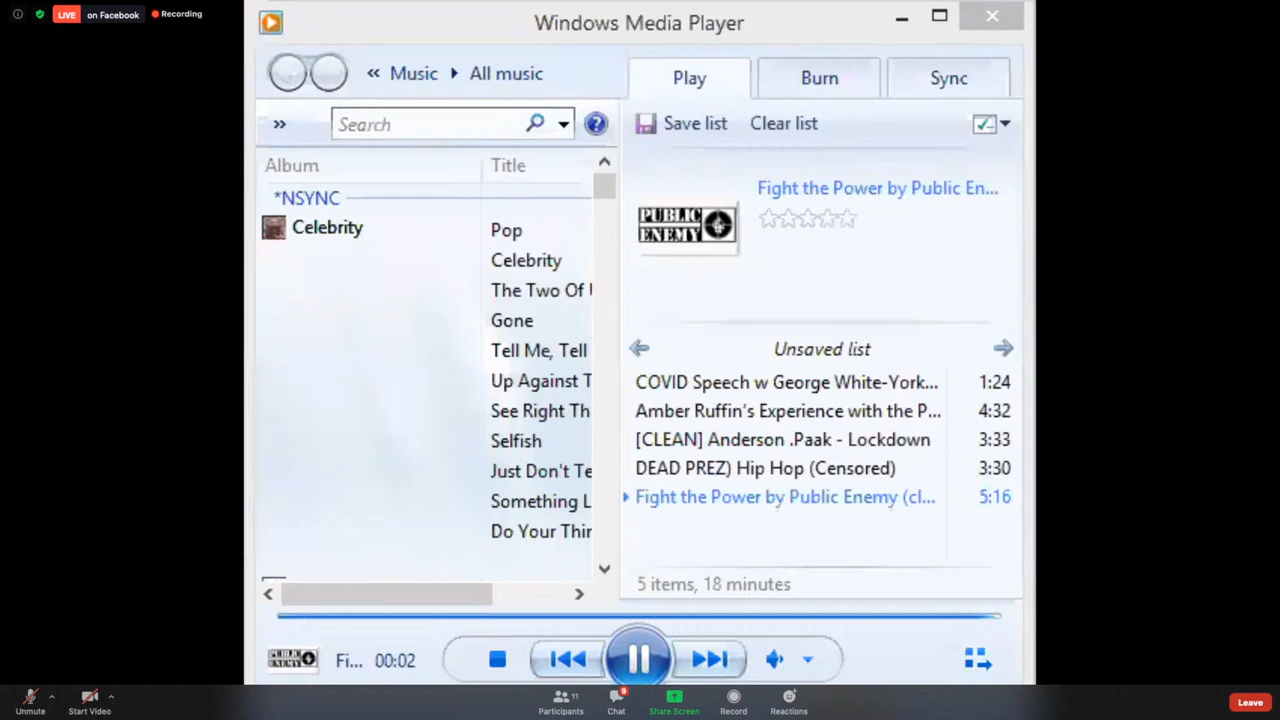 LIVE on Facebook Recording
Windows Media Player
« Music All music
Play Burn Sync
Search
Save list Clear list
Album Title
*NSYNC
Celebrity
Pop
Celebrity
The Two Of
Gone
Tell Me, Tell
Up Against T
See Right Th
Selfish
Just Don't Te
Something L
Do Your Thin
Fight the Power by Public En...
PUBLIC
ENEMY
Unsaved list
COVID Speech w George White-York... 1:24
Amber Ruffin's Experience with the P... 4:32
[CLEAN] Anderson .Paak - Lockdown 3:33
DEAD PREZ) Hip Hop (Censored) 3:30
Fight the Power by Public Enemy (cl... 5:16
5 items, 18 minutes
PUBLIC
ENEMY
Fi... 00:02
Unmute Start Video Participants 11 Chat 9 Share Screen Record Reactions Leave